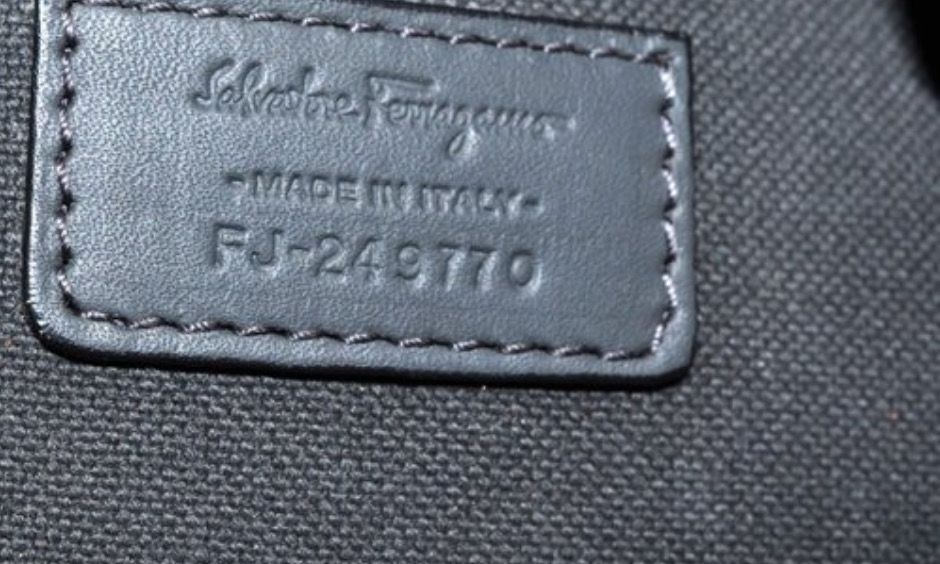 Salvatore Ferragamo
-MADE IN ITALY-
FJ-249770